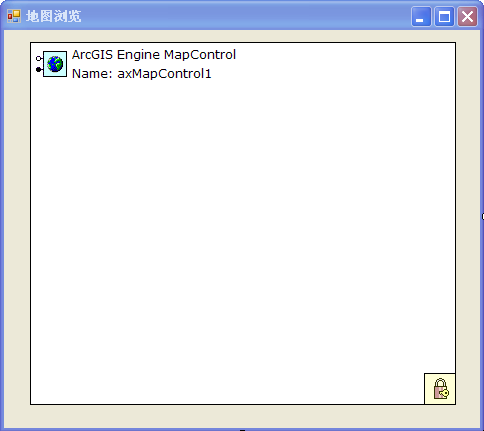 地图浏览
ArcGIS Engine MapControl
Name: axMapControl1